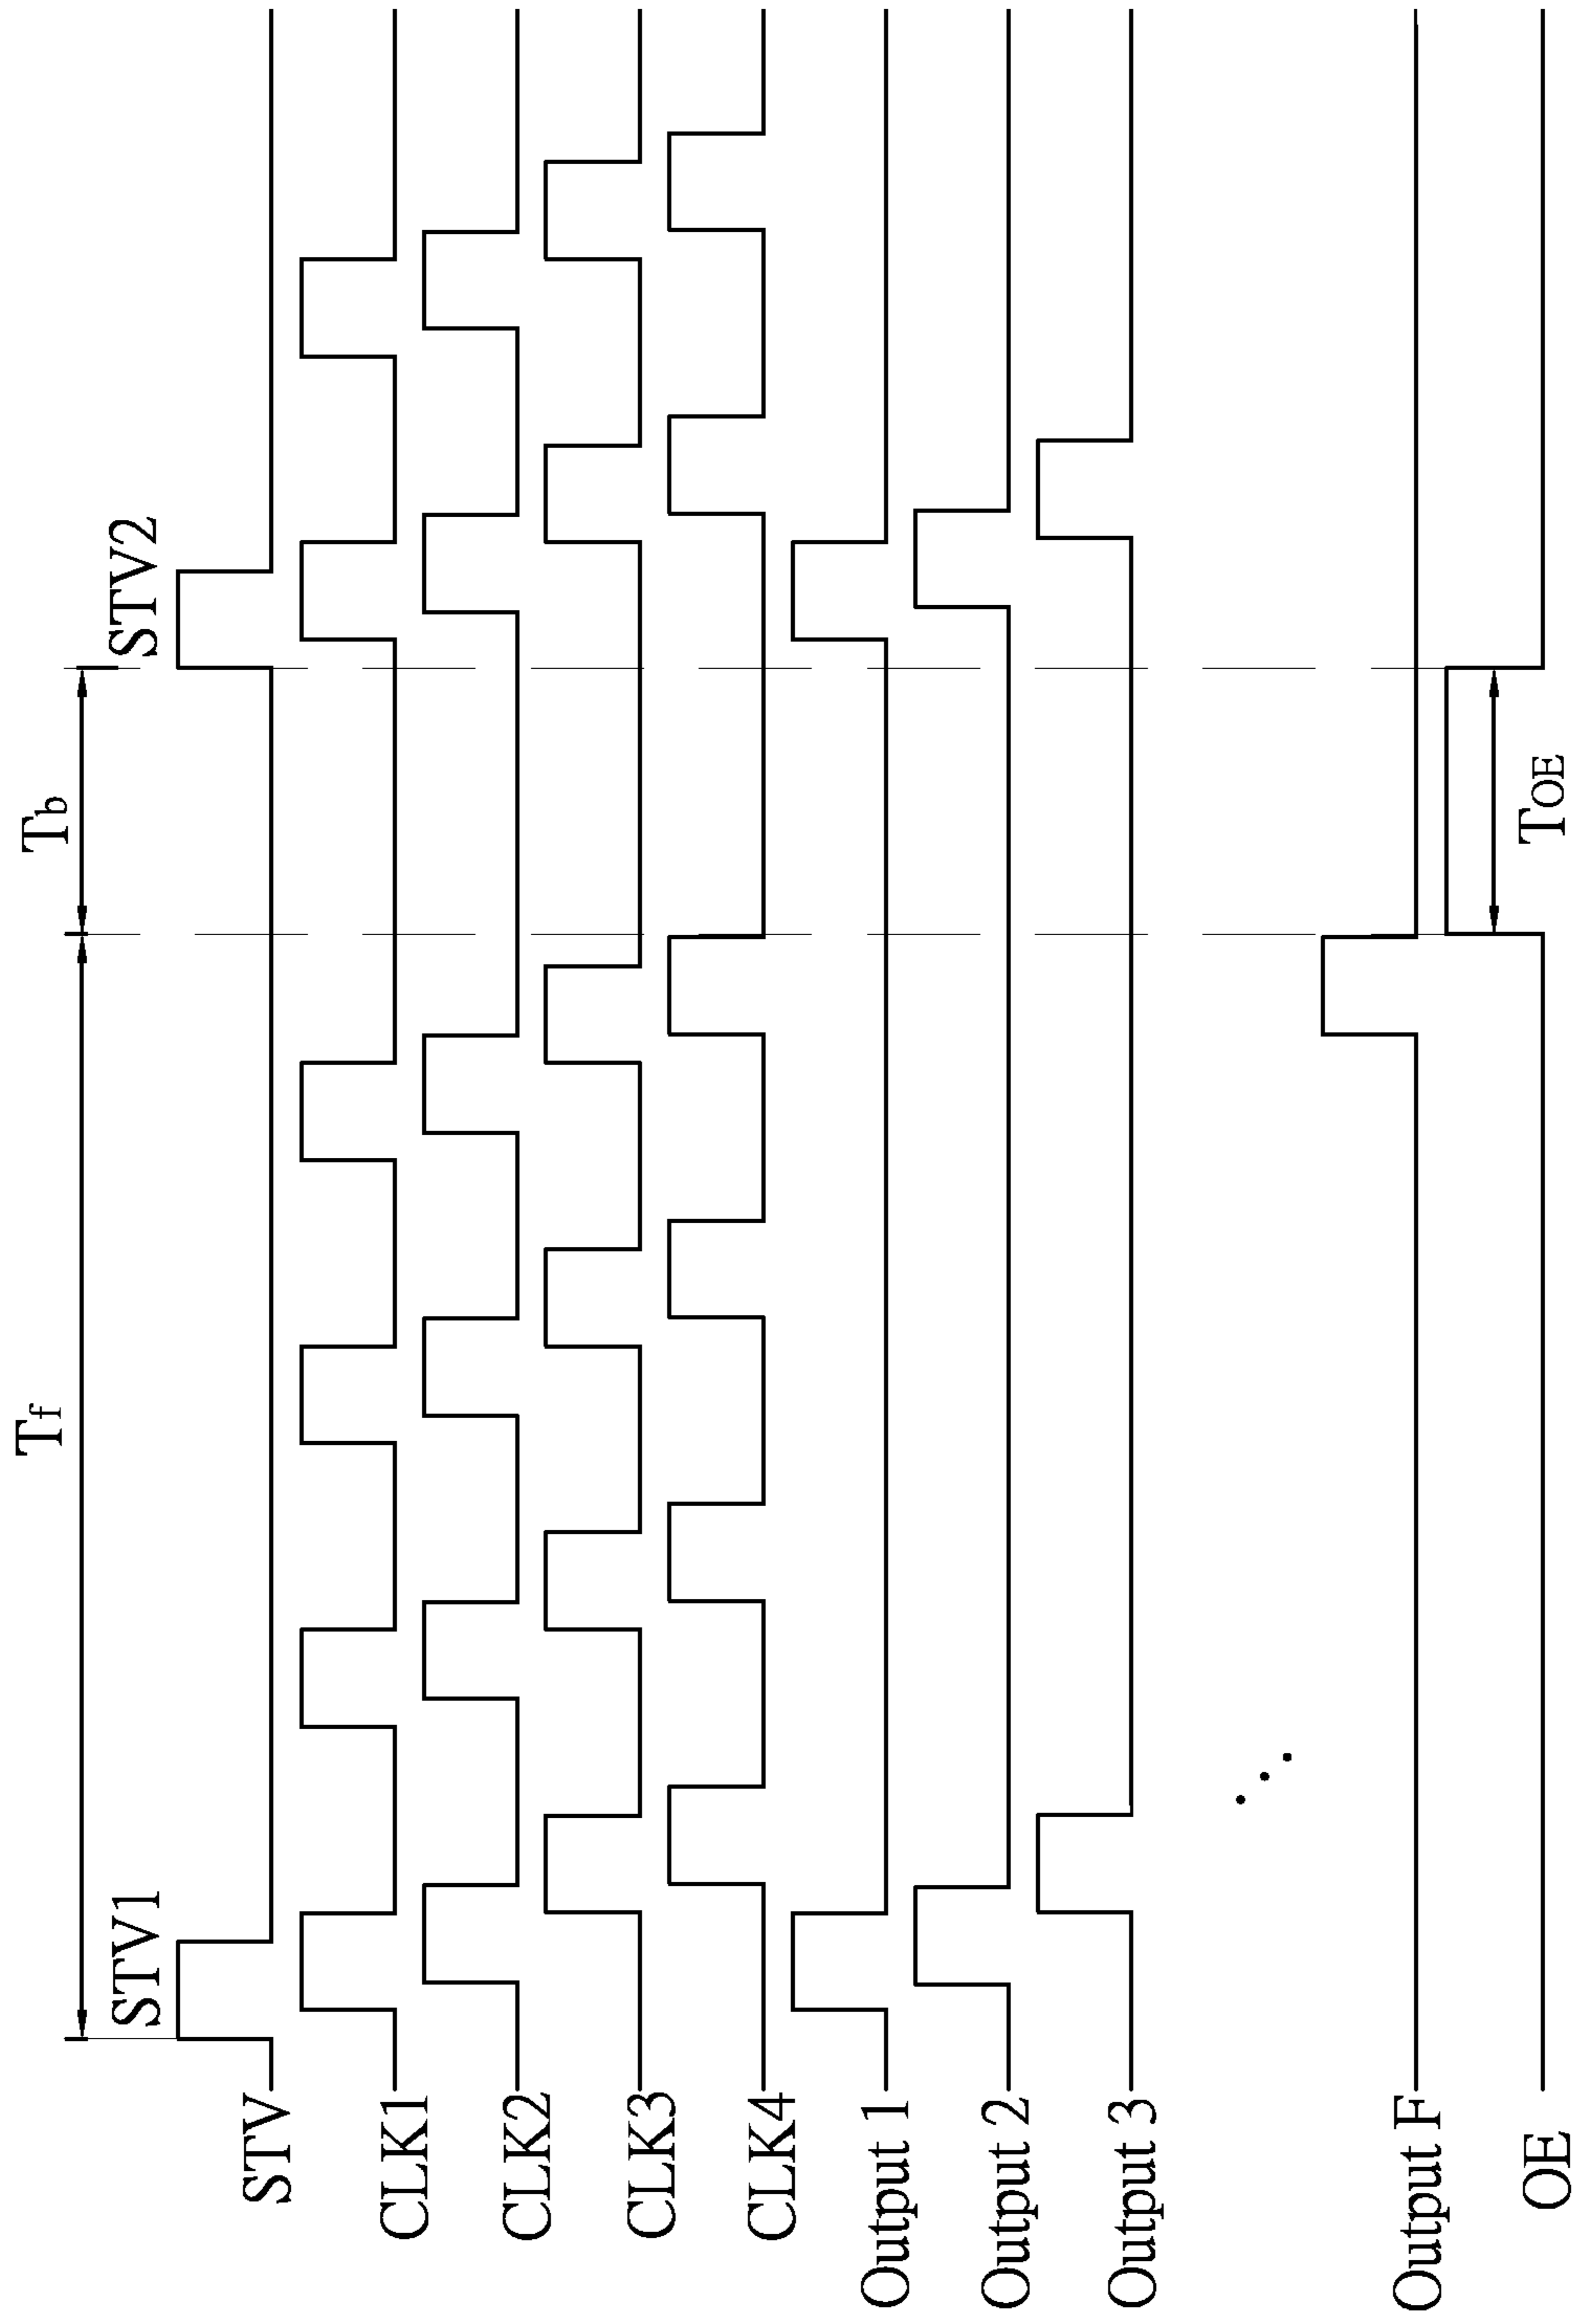 Tf
Tb
STV1
STV2
STV
CLK1
CLK2
CLK3
CLK4
Output 1
Output 2
Output 3
Output F
OE
TOE